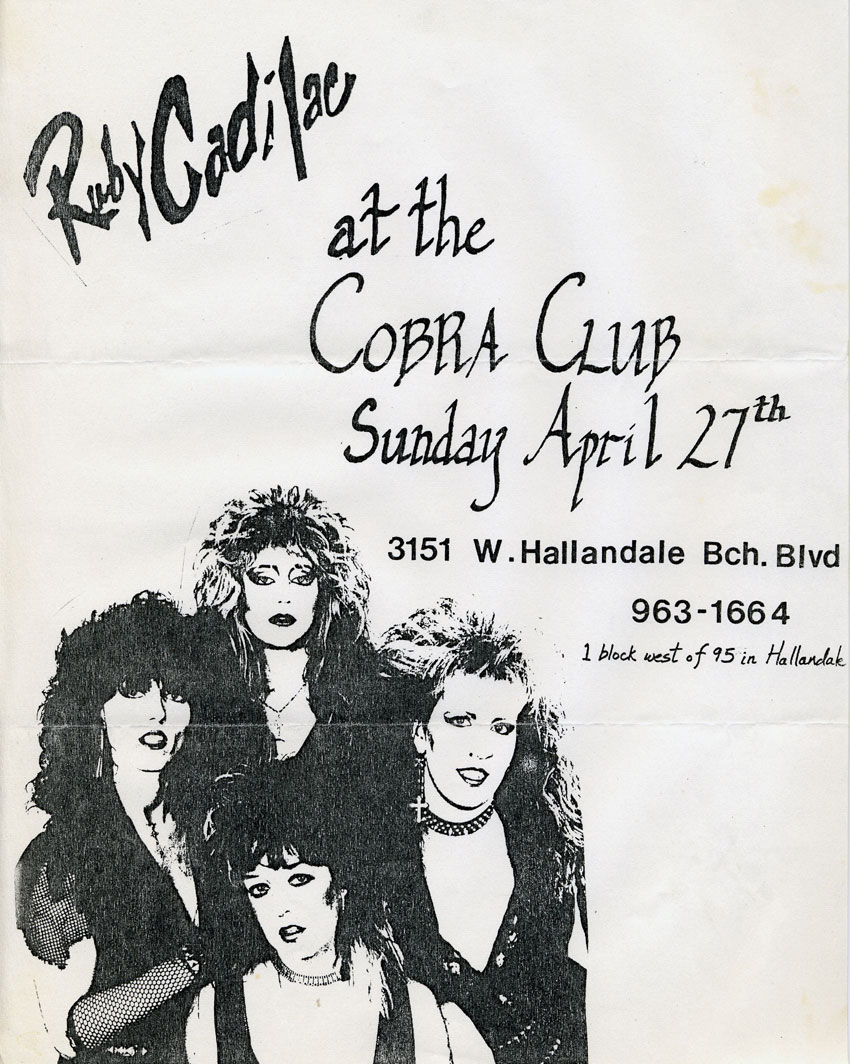 Ruby Cadilac
at the
COBRA CLUB
Sunday April 27th
3151 W. Hallandale Bch. Blvd
963-1664
1 block west of 95 in Hallandale